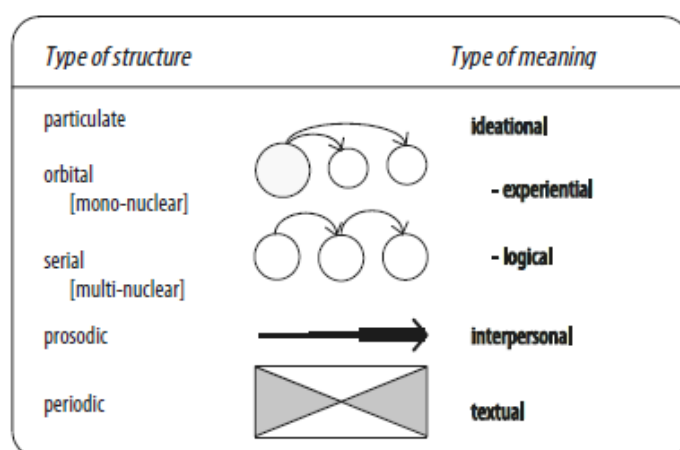 Type of structure Type of meaning
particulate ideational
orbital - experiential
[mono-nuclear]
serial - logical
[multi-nuclear]
prosodic interpersonal
periodic textual